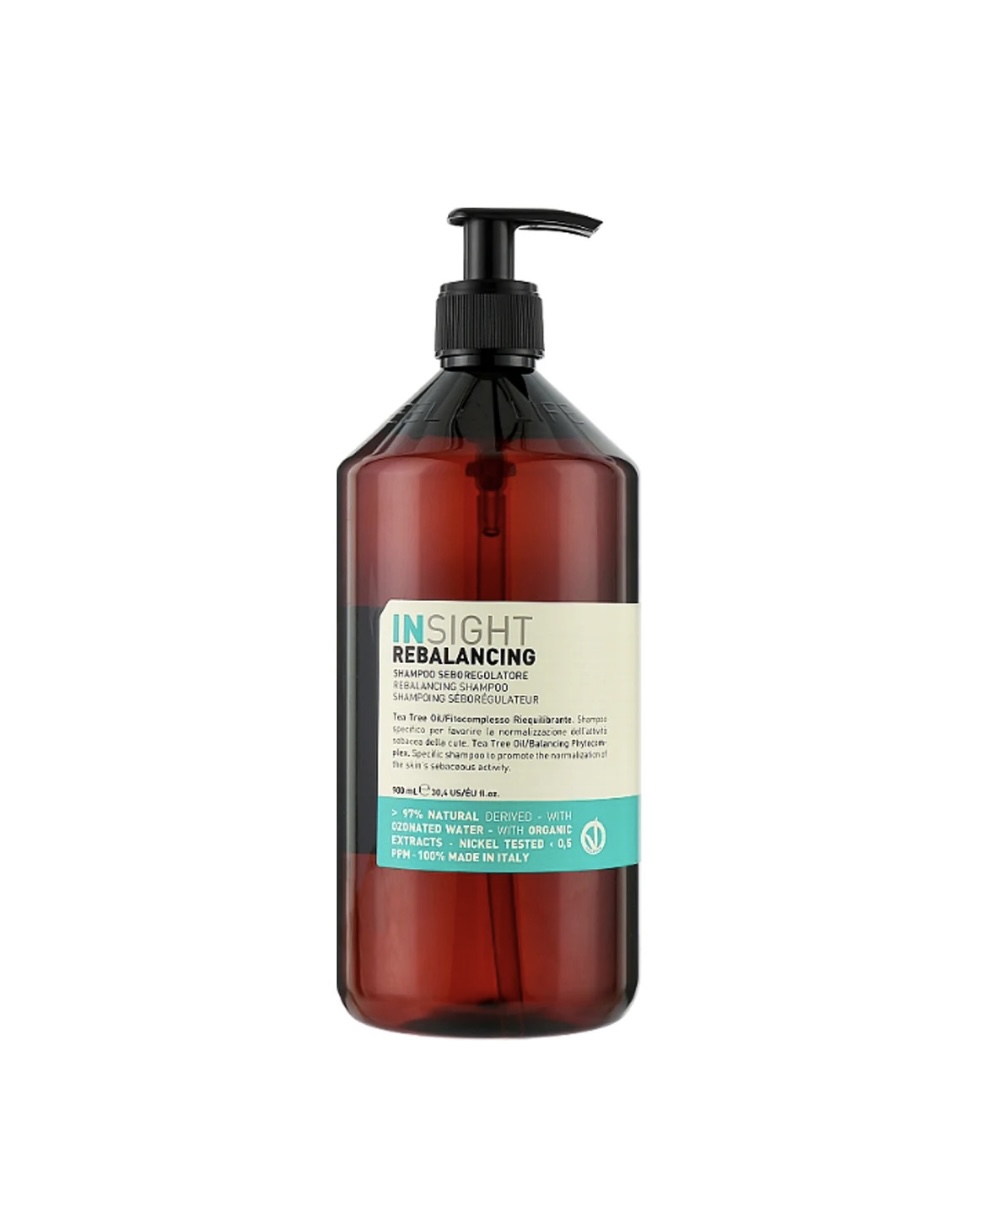 INSIGHT
REBALANCING
SHAMPOO SEBOREGOLATORE
REBALANCING SHAMPOO
SHAMPOING SÉBORÉGULATEUR
Tea Tree Oil/Fitocomplesso Riequilibrante. Shampoo
specifico per favorire la normalizzazione dell'attività
sebacea della cute. Tea Tree Oil/Balancing Phytocom-
plex. Specific shampoo to promote the normalization of
the skin's sebaceous activity.
900 mL ℮ 30,4 US/ÉU fl.oz.
> 97% NATURAL DERIVED - WITH
OZONATED WATER - WITH ORGANIC
EXTRACTS - NICKEL TESTED < 0,5
PPM - 100% MADE IN ITALY